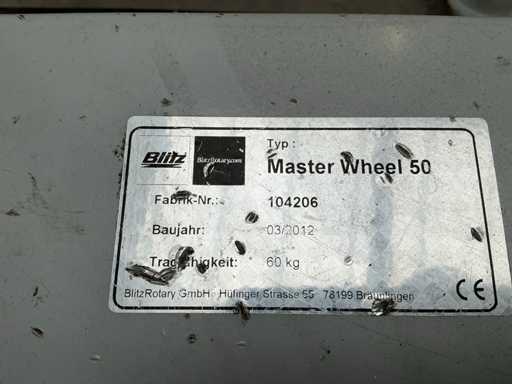 Blitz
BlitzRotary.com
Typ :
Master Wheel 50
Fabrik-Nr.: 104206
Baujahr: 03/2012
Tragfähigkeit: 60 kg
BlitzRotary GmbH Hüfinger Strasse 55 78199 Bräunlingen
CE